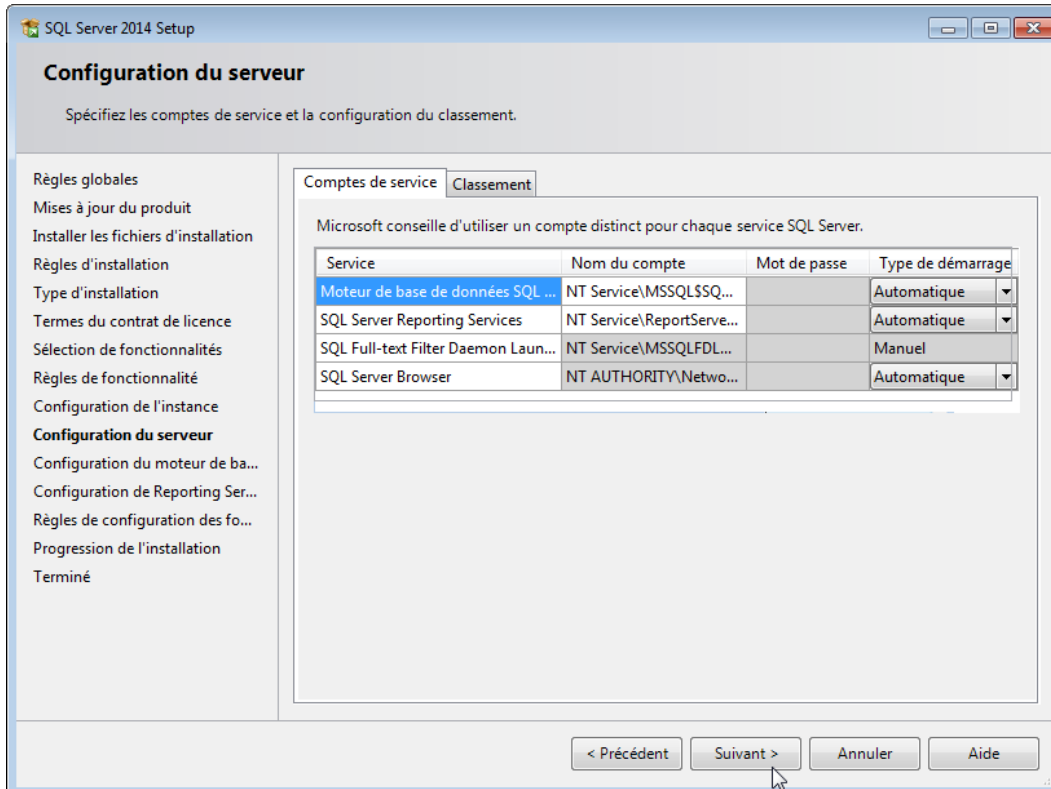 SQL Server 2014 Setup
Configuration du serveur
Spécifiez les comptes de service et la configuration du classement.
Règles globales
Mises à jour du produit
Installer les fichiers d'installation
Règles d'installation
Type d'installation
Termes du contrat de licence
Sélection de fonctionnalités
Règles de fonctionnalité
Configuration de l'instance
Configuration du serveur
Configuration du moteur de ba...
Configuration de Reporting Ser...
Règles de configuration des fo...
Progression de l'installation
Terminé
Comptes de service Classement
Microsoft conseille d'utiliser un compte distinct pour chaque service SQL Server.
Service Nom du compte Mot de passe Type de démarrage
Moteur de base de données SQL ... NT Service\MSSQL$SQ... Automatique
SQL Server Reporting Services NT Service\ReportServe... Automatique
SQL Full-text Filter Daemon Laun... NT Service\MSSQLFDL... Manuel
SQL Server Browser NT AUTHORITY\Netwo... Automatique
< Précédent Suivant > Annuler Aide